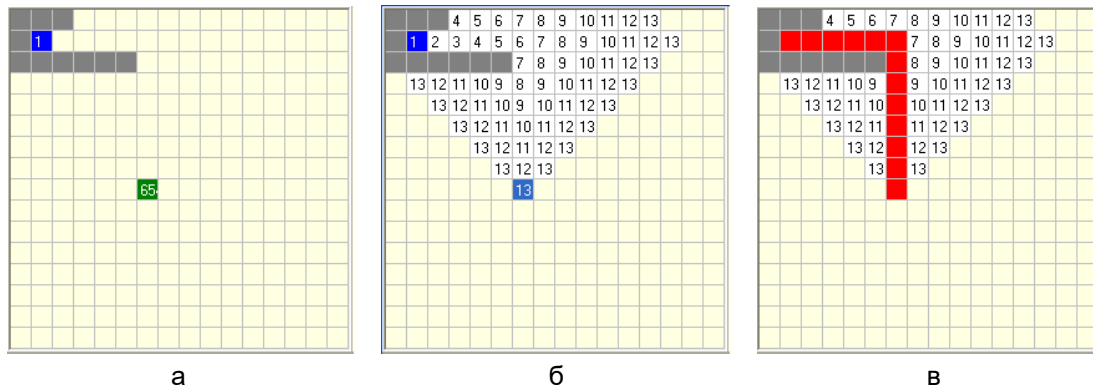 1
65
а
4 5 6 7 8 9 10 11 12 13
1 2 3 4 5 6 7 8 9 10 11 12 13
7 8 9 10 11 12 13
13 12 11 10 9 8 9 10 11 12 13
13 12 11 10 9 10 11 12 13
13 12 11 10 11 12 13
13 12 11 12 13
13 12 13
13
б
4 5 6 7 8 9 10 11 12 13
7 8 9 10 11 12 13
8 9 10 11 12 13
13 12 11 10 9 9 10 11 12 13
13 12 11 10 10 11 12 13
13 12 11 11 12 13
13 12 12 13
13 13
в